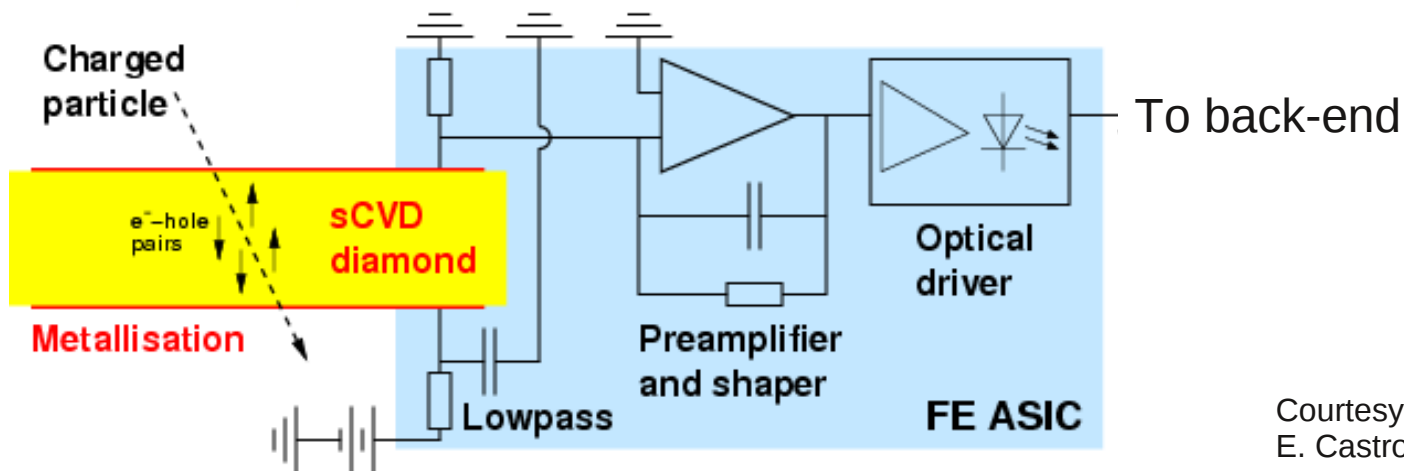 Charged
particle
To back-end
e⁻–hole
pairs
sCVD
diamond
Optical
driver
Metallisation
Preamplifier
and shaper
Lowpass
FE ASIC
Courtesy
E. Castro